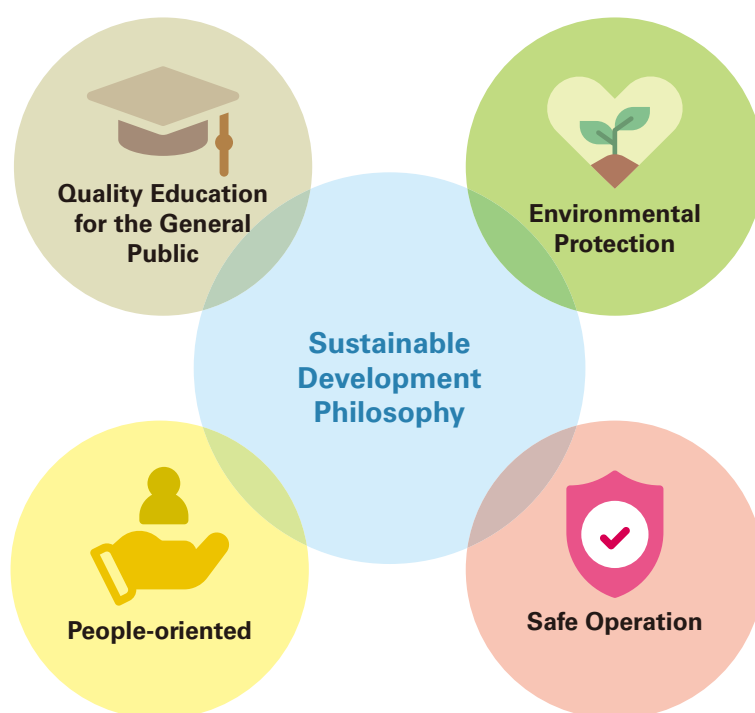 Quality Education
for the General
Public
Environmental
Protection
Sustainable
Development
Philosophy
People-oriented
Safe Operation